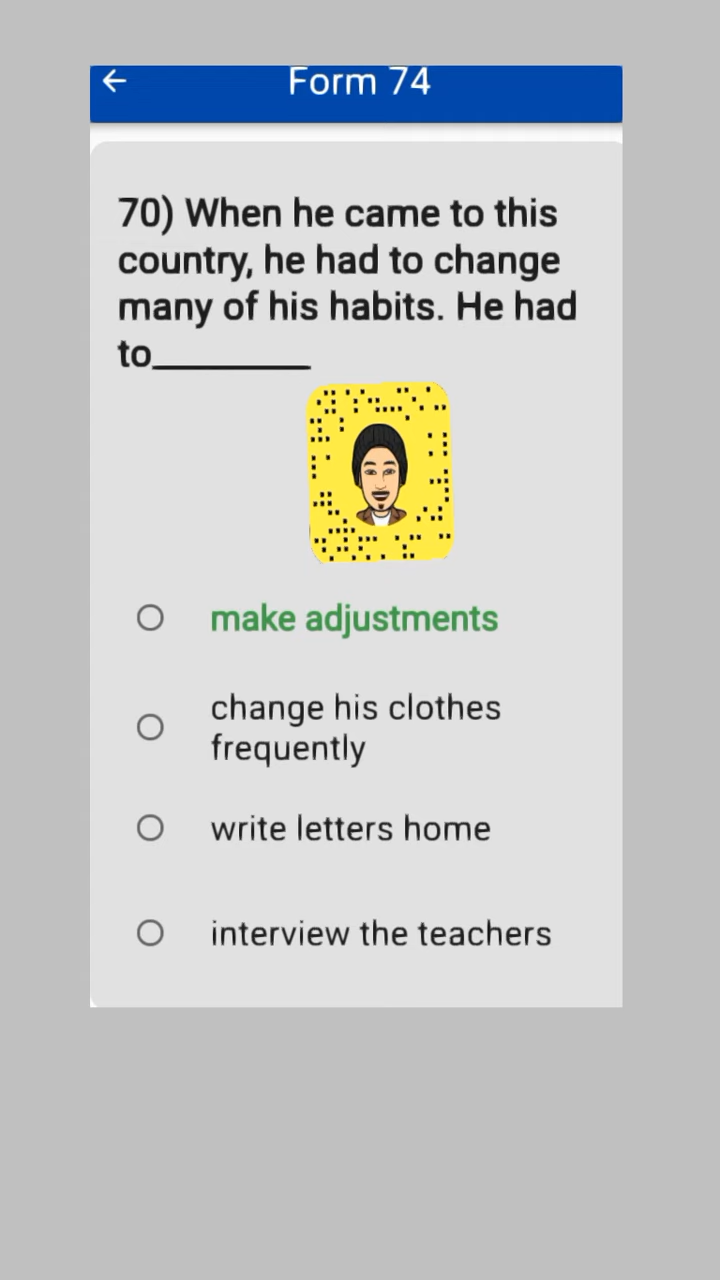 Form 74
70) When he came to this
country, he had to change
many of his habits. He had
to_________
make adjustments
change his clothes
frequently
write letters home
interview the teachers